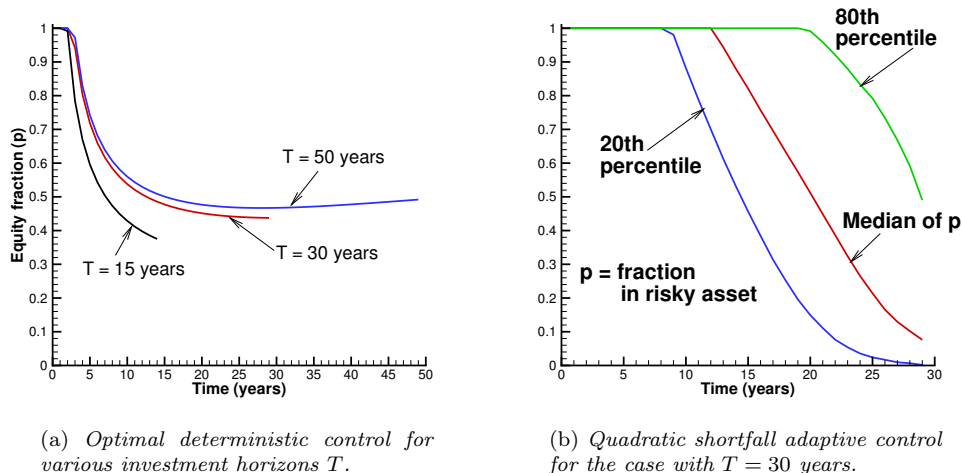 Equity fraction (p)
1
0.9
0.8
0.7
0.6
0.5
0.4
0.3
0.2
0.1
0
T = 50 years
T = 30 years
T = 15 years
0 5 10 15 20 25 30 35 40 45 50
Time (years)
(a) Optimal deterministic control for
various investment horizons T.
1
0.9
0.8
0.7
0.6
0.5
0.4
0.3
0.2
0.1
0
80th
percentile
20th
percentile
Median of p
p = fraction
in risky asset
0 5 10 15 20 25 30
Time (years)
(b) Quadratic shortfall adaptive control
for the case with T = 30 years.